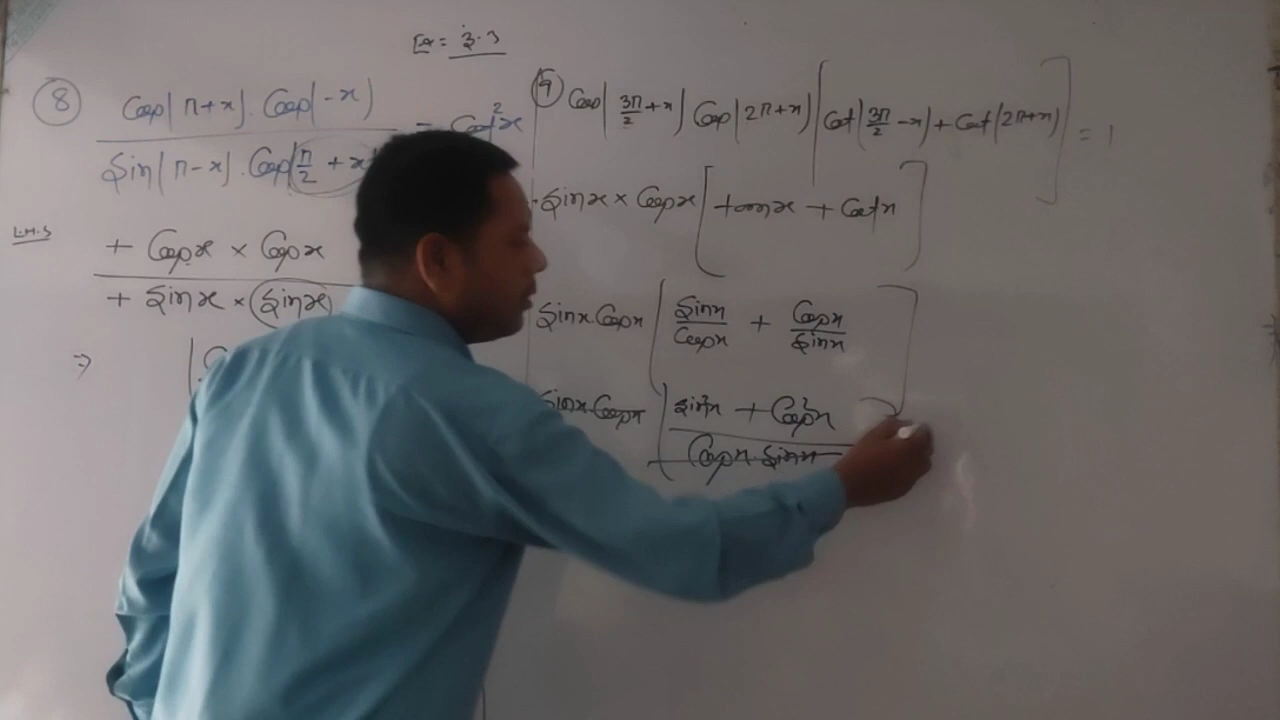 Ex = 3.3
8
Cos(π+x) . Cos(-x)
= Cot²x
Sin(π-x) . Cos(π/2 + x)
L.H.S
+ Cosx × Cosx
+ Sinx × (Sinx)
⇒
9 Cos(3π/2 + x) Cos(2π+x) [Cot(3π/2 - x) + Cot(2π+x)] = 1
Sinx × Cosx [tanx + Cotx]
Sinx.Cosx [Sinx/Cosx + Cosx/Sinx]
Sinx.Cosx [Sin²x + Cos²x
Cosx.Sinx